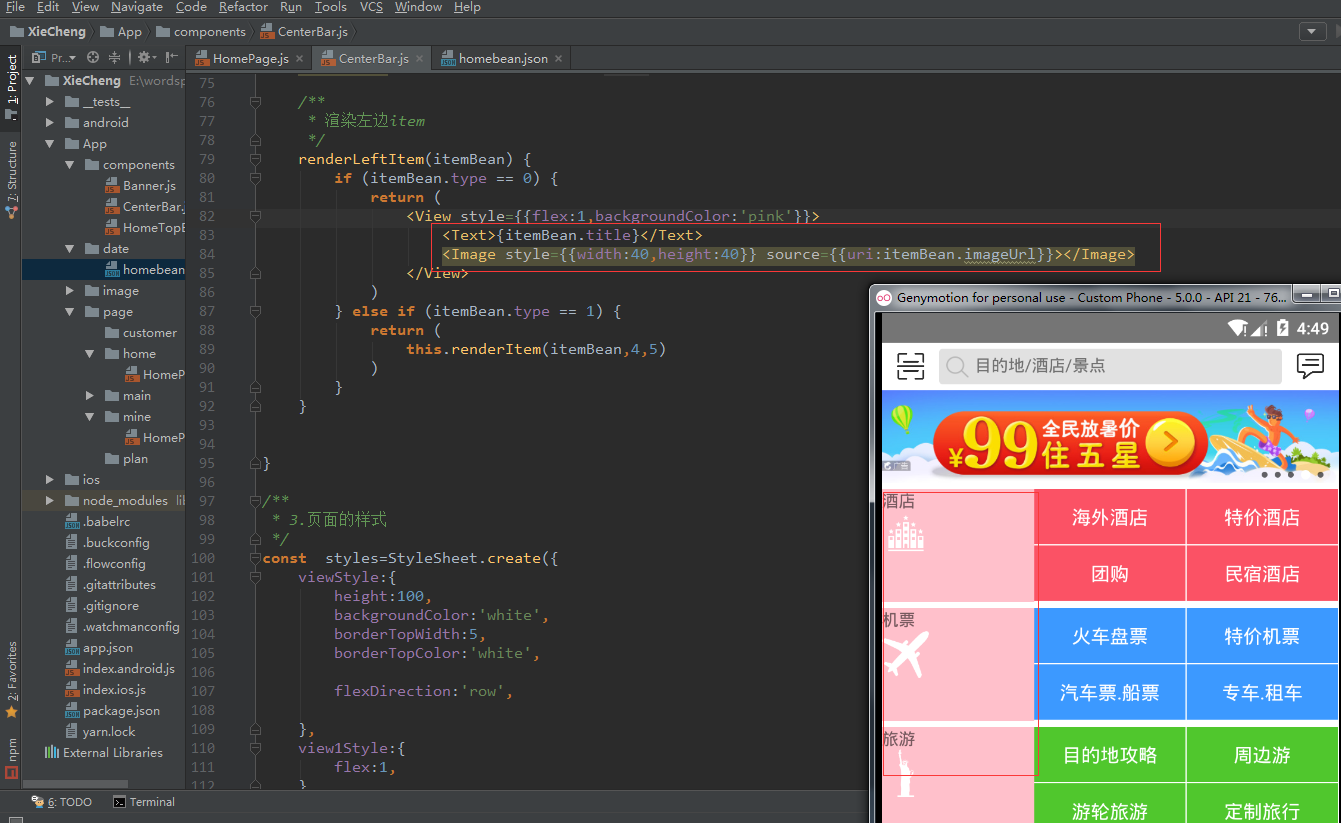 File Edit View Navigate Code Refactor Run Tools VCS Window Help
XieCheng App components CenterBar.js
Pr... HomePage.js CenterBar.js homebean.json
1: Project
7: Structure
2: Favorites
npm
XieCheng E:\wordsp
__tests__
android
App
components
Banner.js
CenterBar.
HomeTopB
date
homebean
image
page
customer
home
HomeP
main
mine
HomeP
plan
ios
node_modules lib
.babelrc
.buckconfig
.flowconfig
.gitattributes
.gitignore
.watchmanconfig
app.json
index.android.js
index.ios.js
package.json
yarn.lock
External Libraries
75
76 /**
77 * 渲染左边item
78 */
79 renderLeftItem(itemBean) {
80 if (itemBean.type == 0) {
81 return (
82 <View style={{flex:1,backgroundColor:'pink'}}>
83 <Text>{itemBean.title}</Text>
84 <Image style={{width:40,height:40}} source={{uri:itemBean.imageUrl}}></Image>
85 </View>
86 )
87 } else if (itemBean.type == 1) {
88 return (
89 this.renderItem(itemBean,4,5)
90 )
91 }
92 }
93
94
95 }
96
97 /**
98 * 3.页面的样式
99 */
100 const styles=StyleSheet.create({
101 viewStyle:{
102 height:100,
103 backgroundColor:'white',
104 borderTopWidth:5,
105 borderTopColor:'white',
106
107 flexDirection:'row',
108
109 },
110 view1Style:{
111 flex:1,
112 }
6: TODO Terminal
Genymotion for personal use - Custom Phone - 5.0.0 - API 21 - 76...
4:49
目的地/酒店/景点
¥99 全民放暑价
住五星
广告
酒店 海外酒店 特价酒店
团购 民宿酒店
机票 火车盘票 特价机票
汽车票.船票 专车.租车
旅游 目的地攻略 周边游
游轮旅游 定制旅行